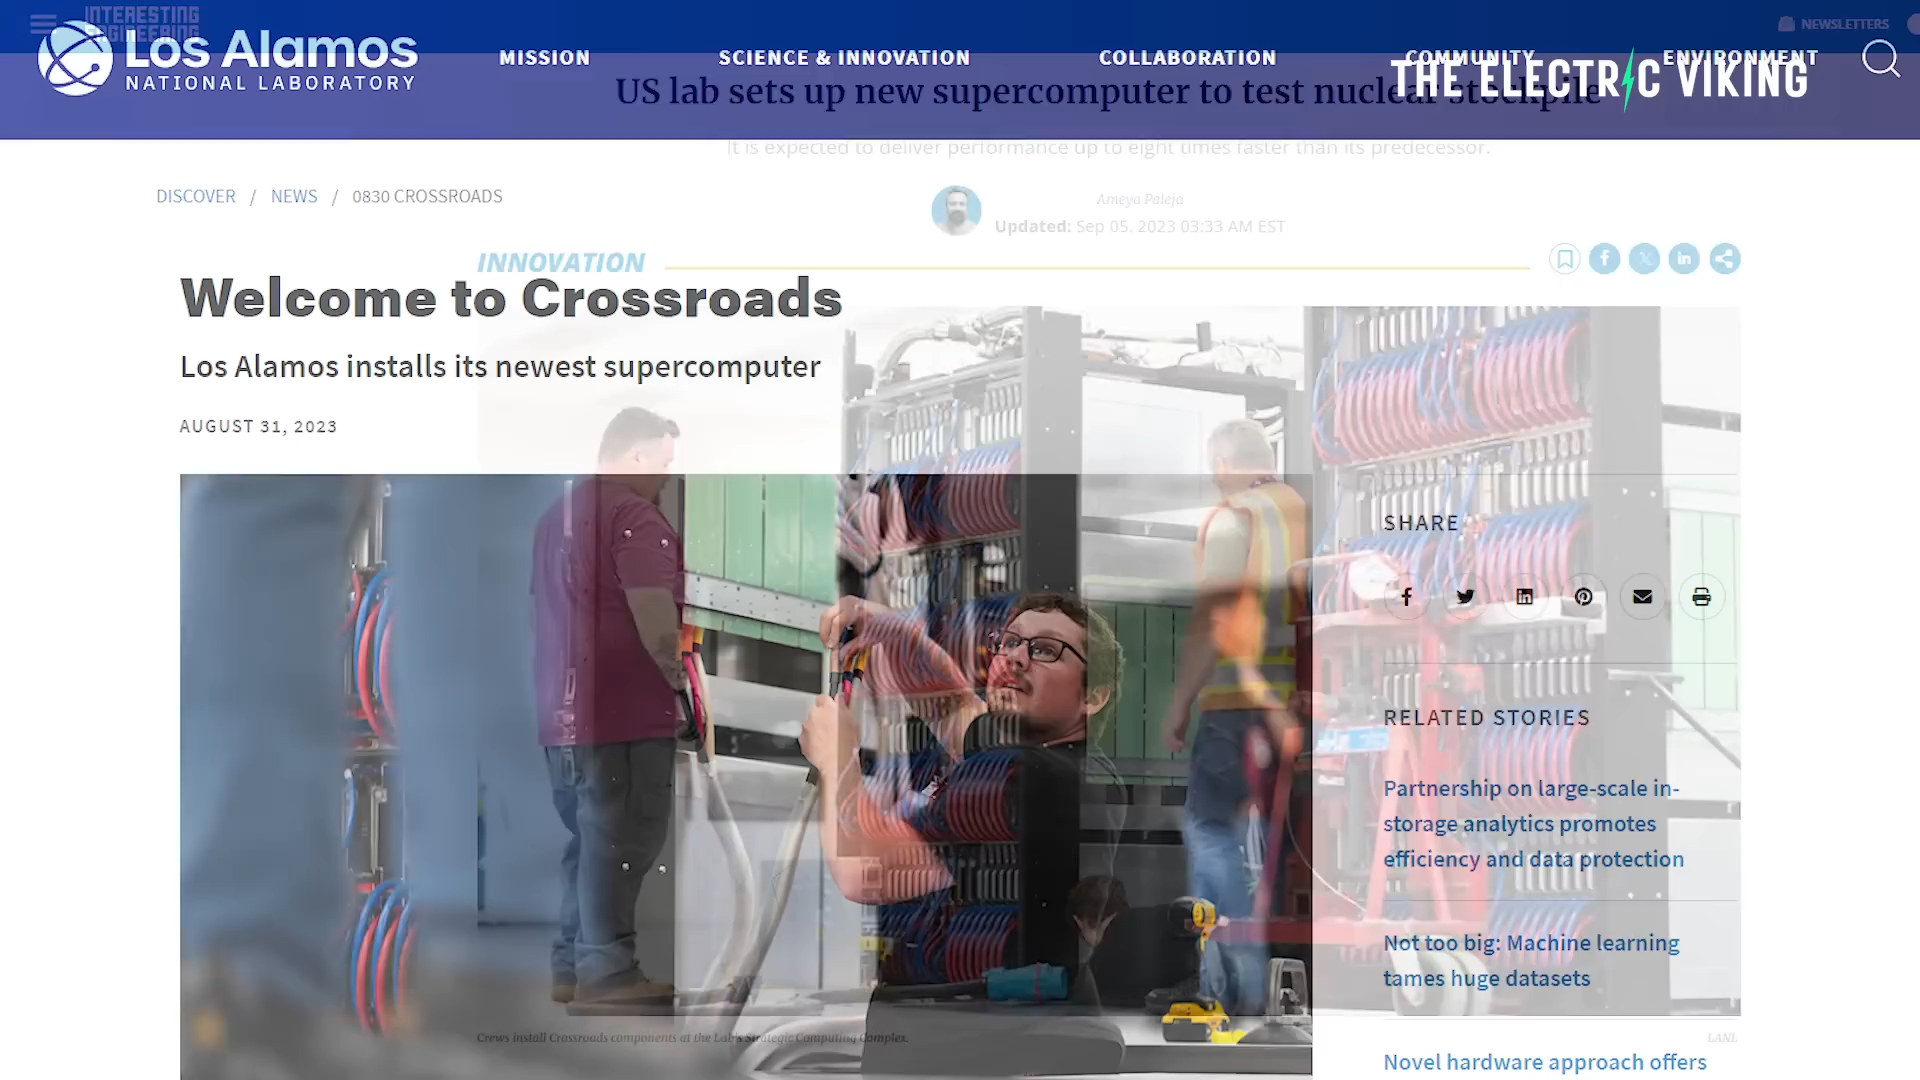 INTERESTING
ENGINEERING
NEWSLETTERS
Los Alamos
NATIONAL LABORATORY
MISSION
SCIENCE & INNOVATION
COLLABORATION
COMMUNITY
ENVIRONMENT
THE ELECTRIC VIKING
US lab sets up new supercomputer to test nuclear stockpile
It is expected to deliver performance up to eight times faster than its predecessor.
DISCOVER / NEWS / 0830 CROSSROADS
Ameya Paleja
Updated: Sep 05, 2023 03:33 AM EST
INNOVATION
Welcome to Crossroads
Los Alamos installs its newest supercomputer
AUGUST 31, 2023
SHARE
RELATED STORIES
Partnership on large-scale in-
storage analytics promotes
efficiency and data protection
Not too big: Machine learning
tames huge datasets
Crews install Crossroads components at the Lab's Strategic Computing Complex.
LANL
Novel hardware approach offers